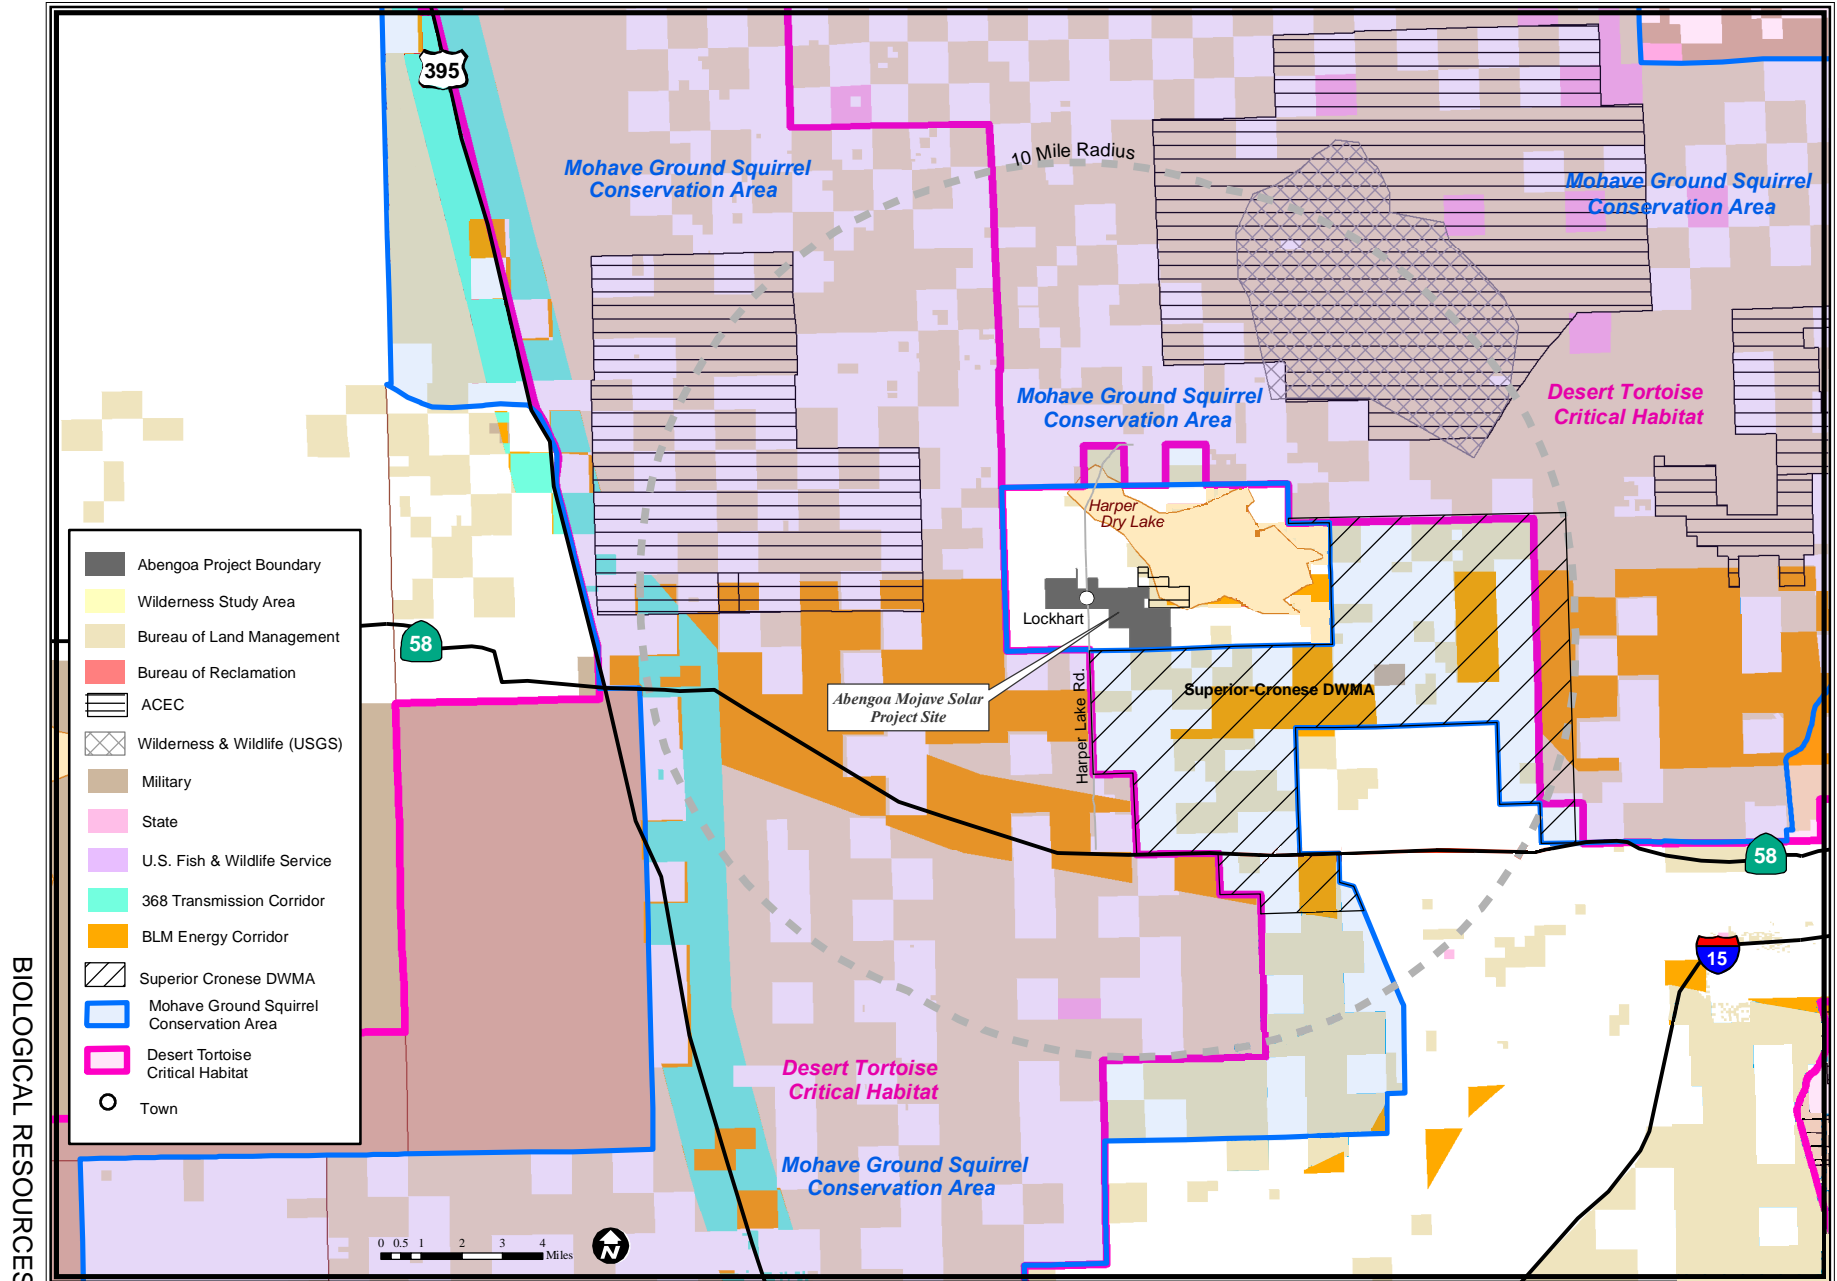 395
Mohave Ground Squirrel
Conservation Area
10 Mile Radius
Mohave Ground Squirrel
Conservation Area
Mohave Ground Squirrel
Conservation Area
Desert Tortoise
Critical Habitat
Harper
Dry Lake
Lockhart
58
Abengoa Mojave Solar
Project Site
Harper Lake Rd.
Superior-Cronese DWMA
58
15
Desert Tortoise
Critical Habitat
Mohave Ground Squirrel
Conservation Area
Abengoa Project Boundary
Wilderness Study Area
Bureau of Land Management
Bureau of Reclamation
ACEC
Wilderness & Wildlife (USGS)
Military
State
U.S. Fish & Wildlife Service
368 Transmission Corridor
BLM Energy Corridor
Superior Cronese DWMA
Mohave Ground Squirrel
Conservation Area
Desert Tortoise
Critical Habitat
Town
0 0.5 1 2 3 4
Miles
N
BIOLOGICAL RESOURCES